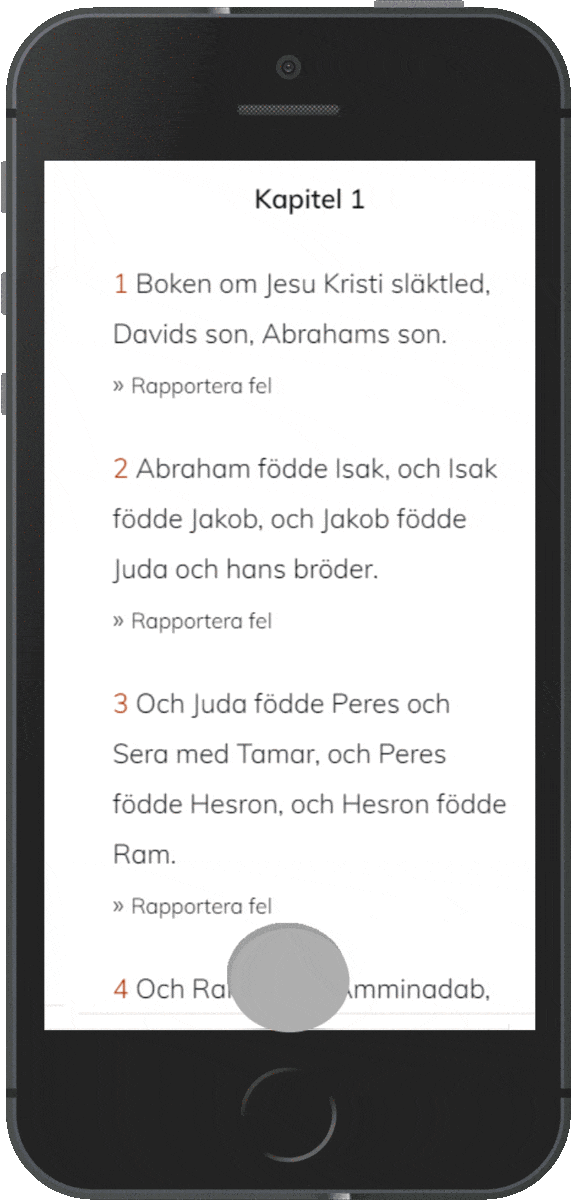 Kapitel 1
1 Boken om Jesu Kristi släktled,
Davids son, Abrahams son.
» Rapportera fel
2 Abraham födde Isak, och Isak
födde Jakob, och Jakob födde
Juda och hans bröder.
» Rapportera fel
3 Och Juda födde Peres och
Sera med Tamar, och Peres
födde Hesron, och Hesron födde
Ram.
» Rapportera fel
4 Och Amminadab,